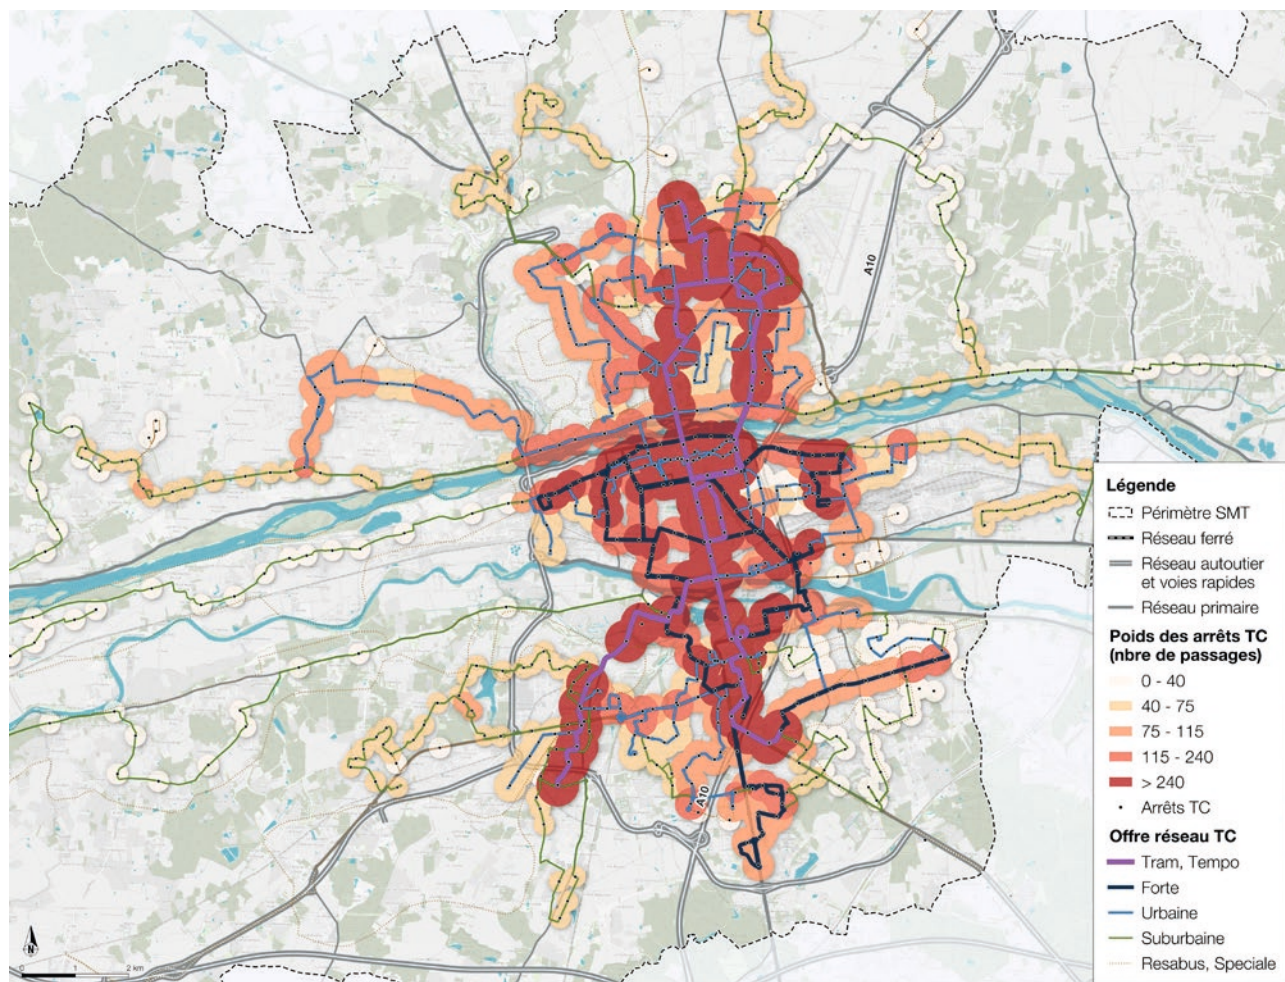 A10
A10
Légende
Périmètre SMT
Réseau ferré
Réseau autoutier
et voies rapides
Réseau primaire
Poids des arrêts TC
(nbre de passages)
0 - 40
40 - 75
75 - 115
115 - 240
> 240
Arrêts TC
Offre réseau TC
Tram, Tempo
Forte
Urbaine
Suburbaine
Resabus, Speciale
N
0 1 2 km